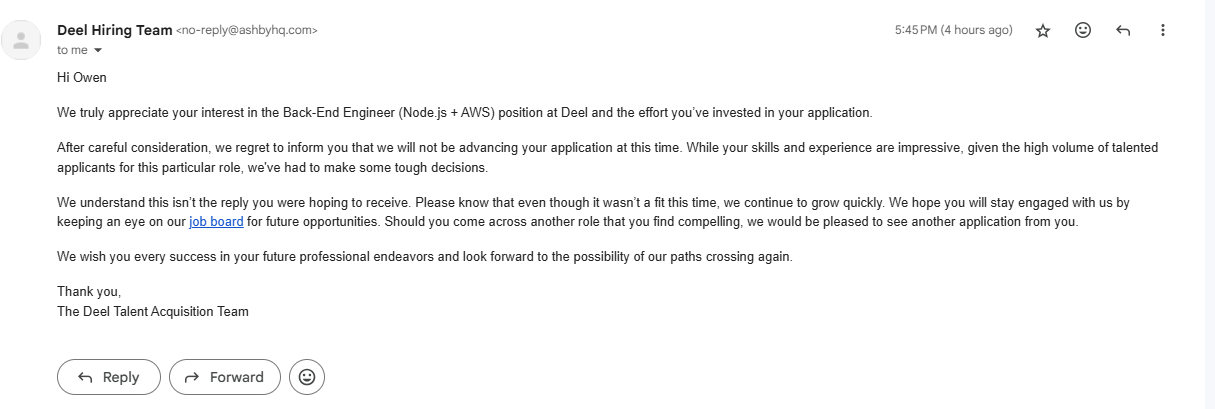 Deel Hiring Team <no-reply@ashbyhq.com>
5:45 PM (4 hours ago)
to me
Hi Owen
We truly appreciate your interest in the Back-End Engineer (Node.js + AWS) position at Deel and the effort you've invested in your application.
After careful consideration, we regret to inform you that we will not be advancing your application at this time. While your skills and experience are impressive, given the high volume of talented
applicants for this particular role, we've had to make some tough decisions.
We understand this isn't the reply you were hoping to receive. Please know that even though it wasn't a fit this time, we continue to grow quickly. We hope you will stay engaged with us by
keeping an eye on our job board for future opportunities. Should you come across another role that you find compelling, we would be pleased to see another application from you.
We wish you every success in your future professional endeavors and look forward to the possibility of our paths crossing again.
Thank you,
The Deel Talent Acquisition Team
Reply
Forward